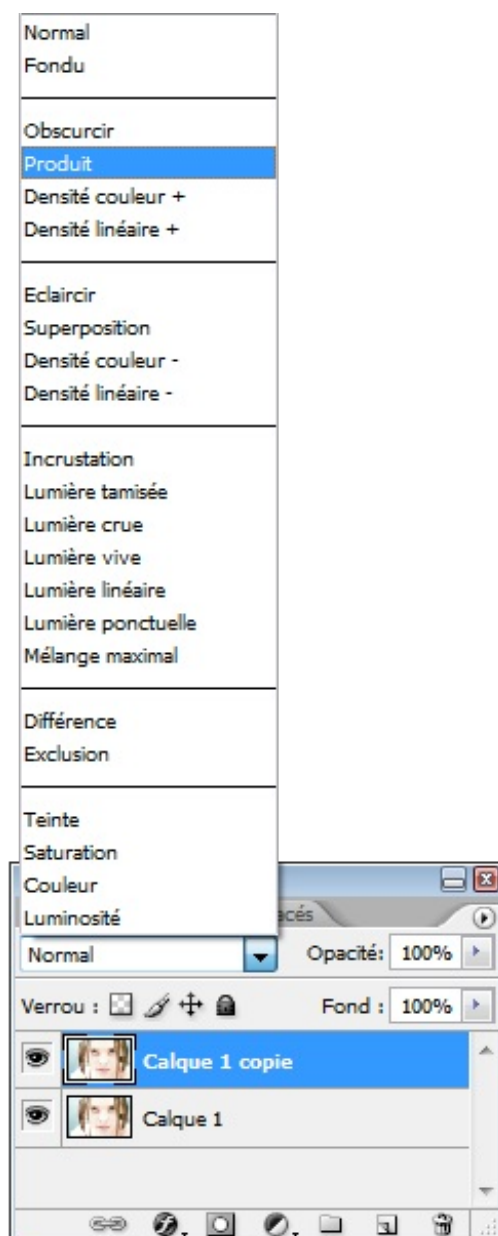 Normal
Fondu
Obscurcir
Produit
Densité couleur +
Densité linéaire +
Eclaircir
Superposition
Densité couleur -
Densité linéaire -
Incrustation
Lumière tamisée
Lumière crue
Lumière vive
Lumière linéaire
Lumière ponctuelle
Mélange maximal
Différence
Exclusion
Teinte
Saturation
Couleur
Luminosité
Normal Opacité: 100%
Verrou : Fond : 100%
Calque 1 copie
Calque 1